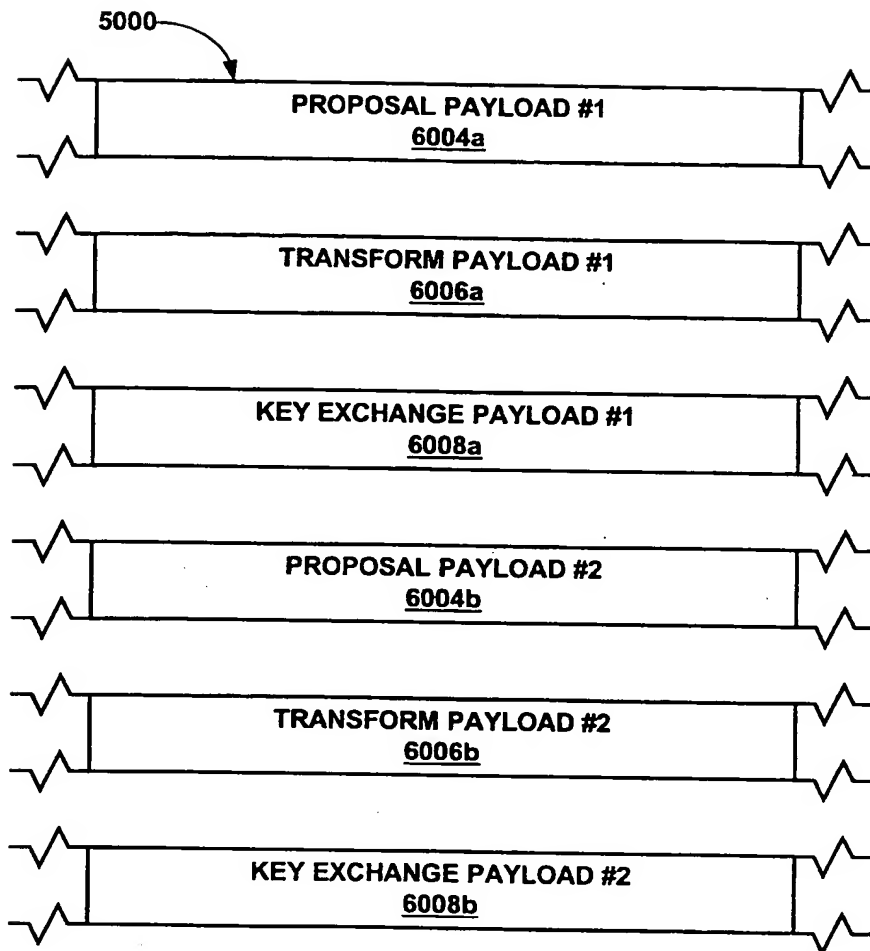 5000
PROPOSAL PAYLOAD #1
6004a
TRANSFORM PAYLOAD #1
6006a
KEY EXCHANGE PAYLOAD #1
6008a
PROPOSAL PAYLOAD #2
6004b
TRANSFORM PAYLOAD #2
6006b
KEY EXCHANGE PAYLOAD #2
6008b